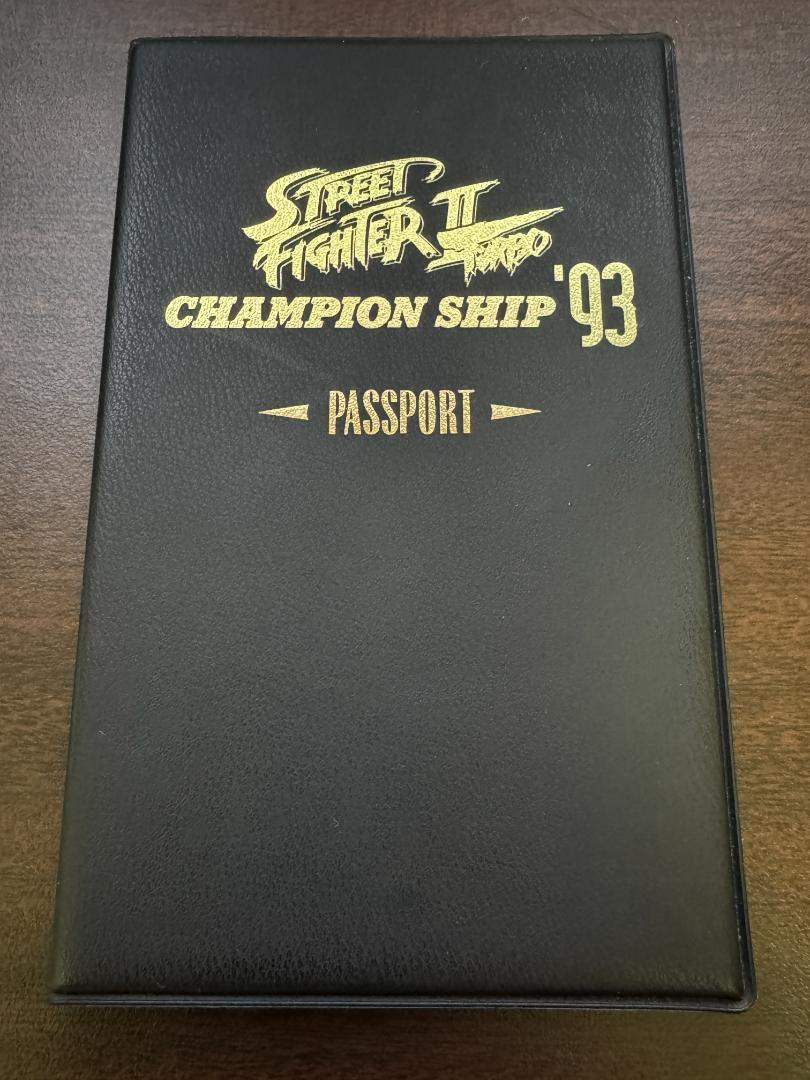 STREET
FIGHTER II
TURBO
CHAMPION SHIP '93
PASSPORT